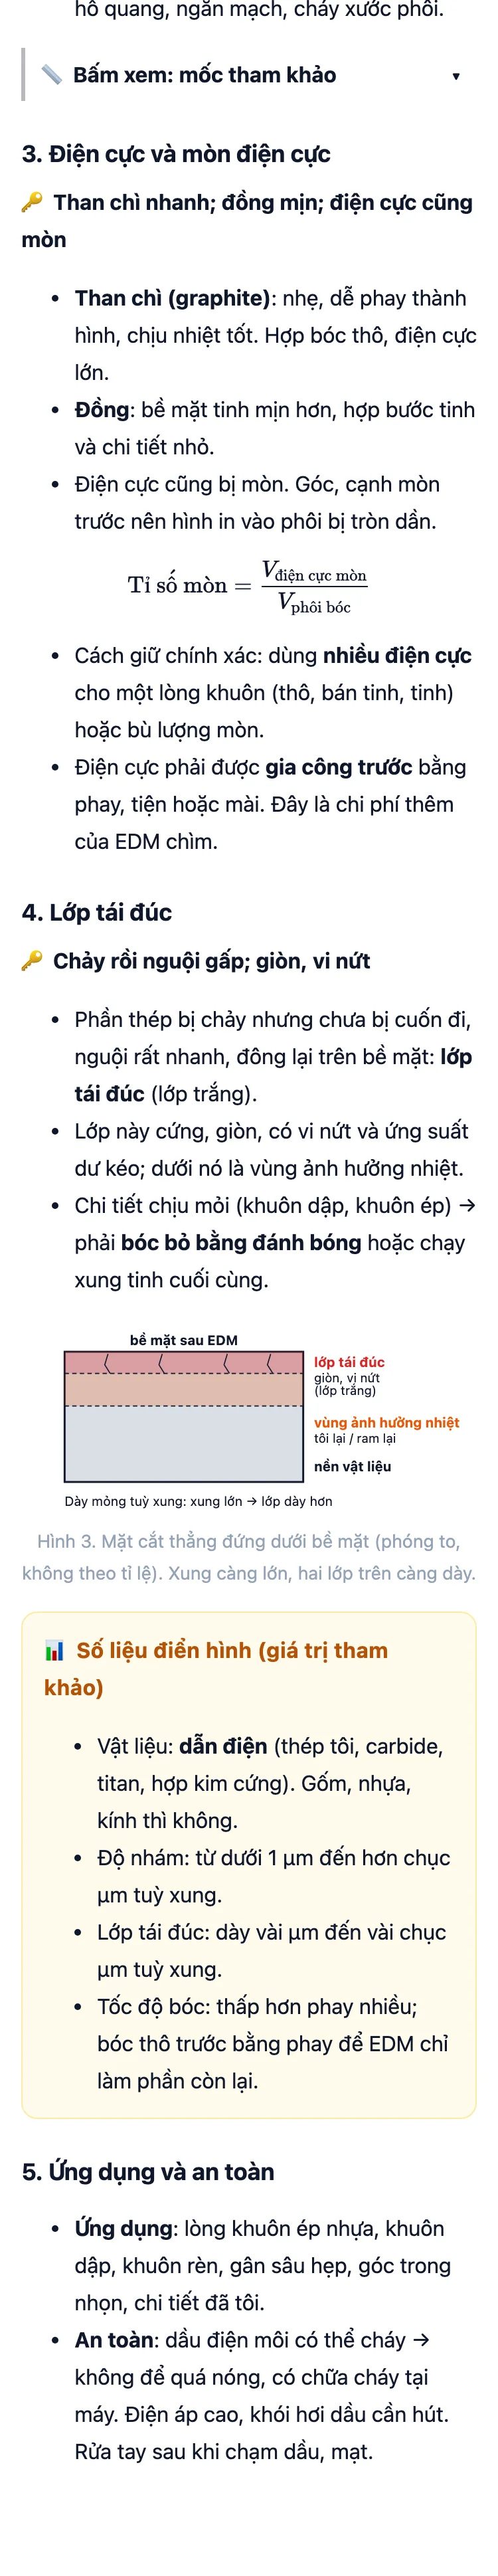 hồ quang, ngắn mạch, cháy xước phôi.
📏 Bấm xem: mốc tham khảo ▼
3. Điện cực và mòn điện cực
🔑 Than chì nhanh; đồng mịn; điện cực cũng
mòn
• Than chì (graphite): nhẹ, dễ phay thành
hình, chịu nhiệt tốt. Hợp bóc thô, điện cực
lớn.
• Đồng: bề mặt tinh mịn hơn, hợp bước tinh
và chi tiết nhỏ.
• Điện cực cũng bị mòn. Góc, cạnh mòn
trước nên hình in vào phôi bị tròn dần.
Tỉ số mòn = V điện cực mòn / V phôi bóc
• Cách giữ chính xác: dùng nhiều điện cực
cho một lòng khuôn (thô, bán tinh, tinh)
hoặc bù lượng mòn.
• Điện cực phải được gia công trước bằng
phay, tiện hoặc mài. Đây là chi phí thêm
của EDM chìm.
4. Lớp tái đúc
🔑 Chảy rồi nguội gấp; giòn, vi nứt
• Phần thép bị chảy nhưng chưa bị cuốn đi,
nguội rất nhanh, đông lại trên bề mặt: lớp
tái đúc (lớp trắng).
• Lớp này cứng, giòn, có vi nứt và ứng suất
dư kéo; dưới nó là vùng ảnh hưởng nhiệt.
• Chi tiết chịu mỏi (khuôn dập, khuôn ép) →
phải bóc bỏ bằng đánh bóng hoặc chạy
xung tinh cuối cùng.
bề mặt sau EDM
lớp tái đúc
giòn, vi nứt
(lớp trắng)
vùng ảnh hưởng nhiệt
tôi lại / ram lại
nền vật liệu
Dày mỏng tuỳ xung: xung lớn → lớp dày hơn
Hình 3. Mặt cắt thẳng đứng dưới bề mặt (phóng to,
không theo tỉ lệ). Xung càng lớn, hai lớp trên càng dày.
📊 Số liệu điển hình (giá trị tham
khảo)
• Vật liệu: dẫn điện (thép tôi, carbide,
titan, hợp kim cứng). Gốm, nhựa,
kính thì không.
• Độ nhám: từ dưới 1 µm đến hơn chục
µm tuỳ xung.
• Lớp tái đúc: dày vài µm đến vài chục
µm tuỳ xung.
• Tốc độ bóc: thấp hơn phay nhiều;
bóc thô trước bằng phay để EDM chỉ
làm phần còn lại.
5. Ứng dụng và an toàn
• Ứng dụng: lòng khuôn ép nhựa, khuôn
dập, khuôn rèn, gân sâu hẹp, góc trong
nhọn, chi tiết đã tôi.
• An toàn: dầu điện môi có thể cháy →
không để quá nóng, có chữa cháy tại
máy. Điện áp cao, khói hơi dầu cần hút.
Rửa tay sau khi chạm dầu, mạt.